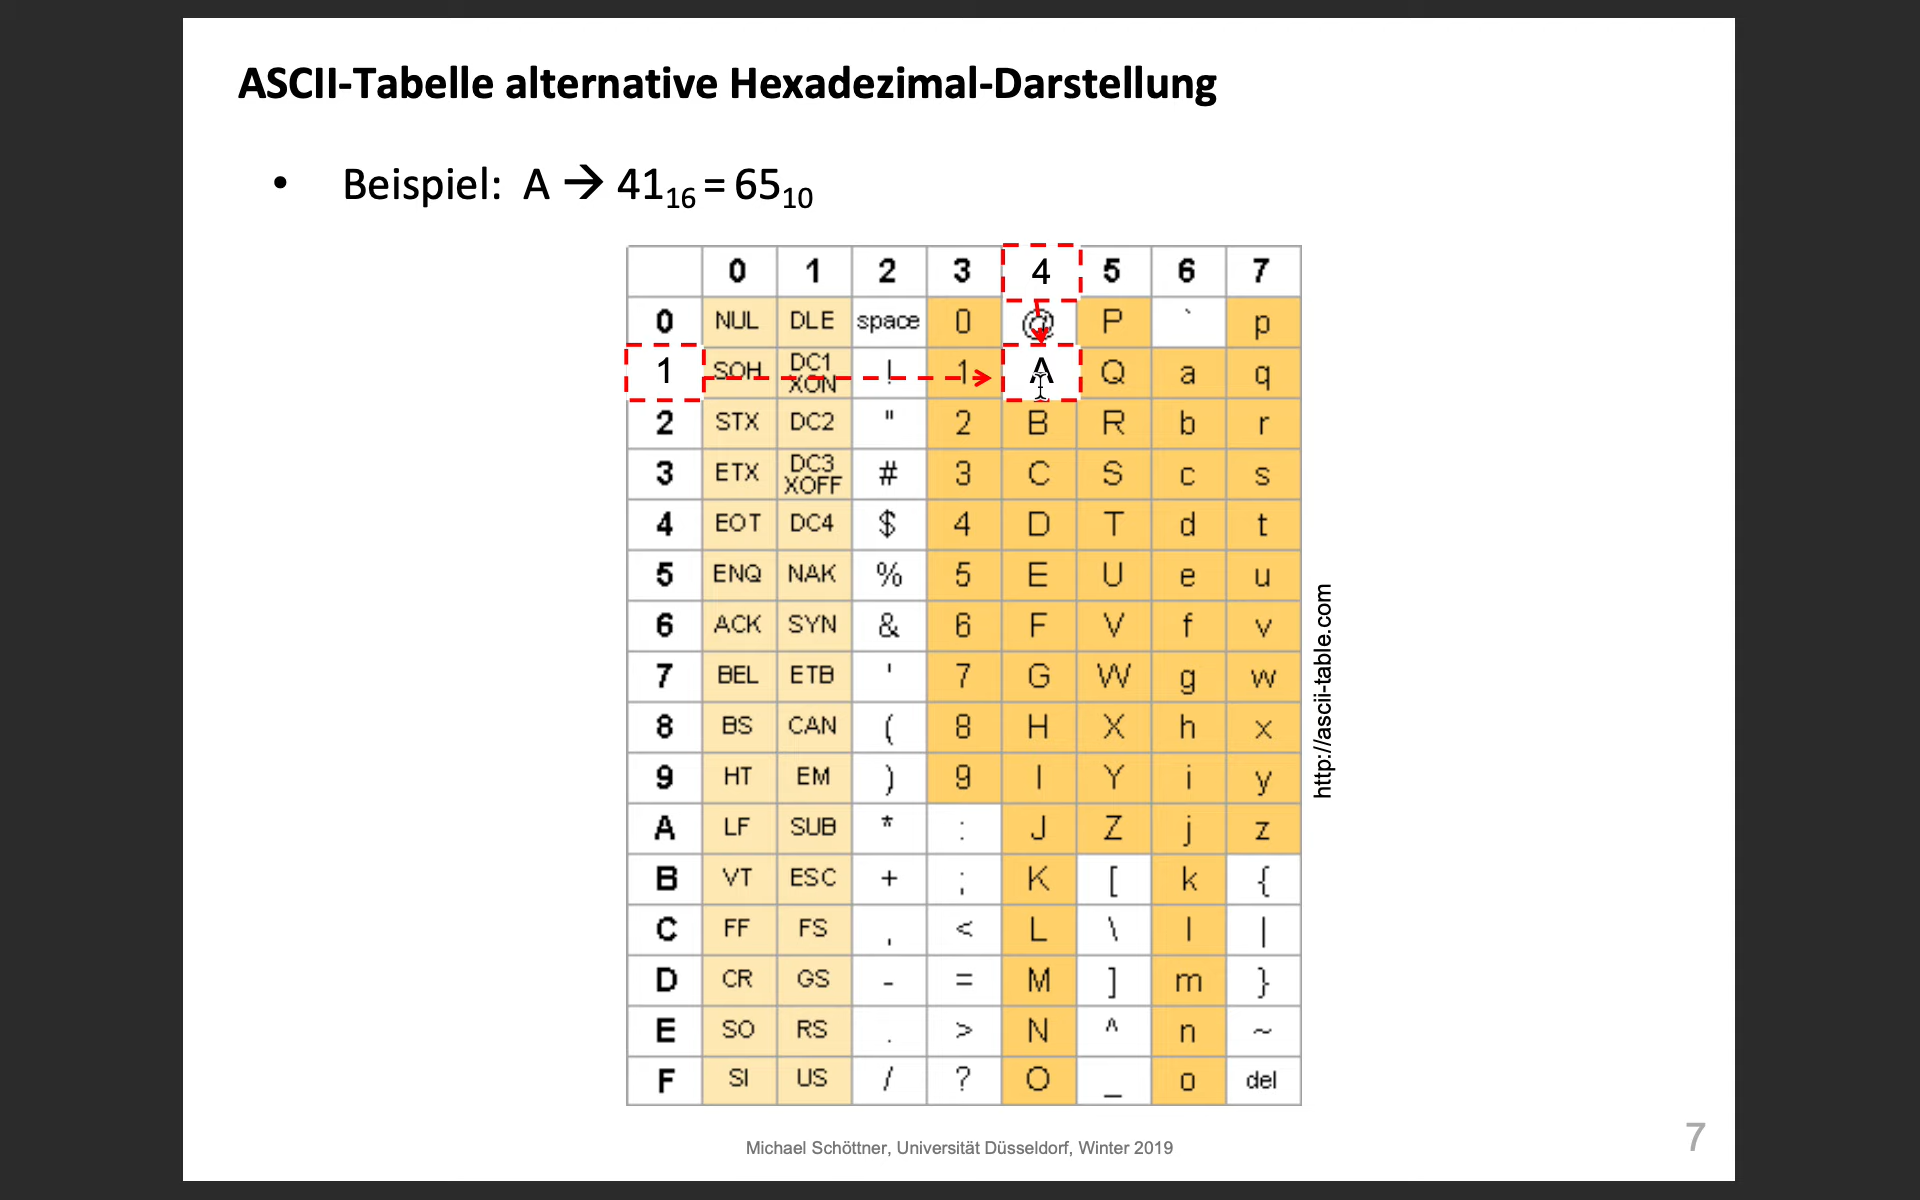 ASCII-Tabelle alternative Hexadezimal-Darstellung
• Beispiel: A → 41₁₆ = 65₁₀
0 1 2 3 4 5 6 7
0 NUL DLE space 0 @ P ` p
1 SOH DC1 XON ! 1 A Q a q
2 STX DC2 " 2 B R b r
3 ETX DC3 XOFF # 3 C S c s
4 EOT DC4 $ 4 D T d t
5 ENQ NAK % 5 E U e u
6 ACK SYN & 6 F V f v
7 BEL ETB ' 7 G W g w
8 BS CAN ( 8 H X h x
9 HT EM ) 9 I Y i y
A LF SUB * : J Z j z
B VT ESC + ; K [ k {
C FF FS , < L \ l |
D CR GS - = M ] m }
E SO RS . > N ^ n ~
F SI US / ? O _ o del
http://ascii-table.com
Michael Schöttner, Universität Düsseldorf, Winter 2019
7